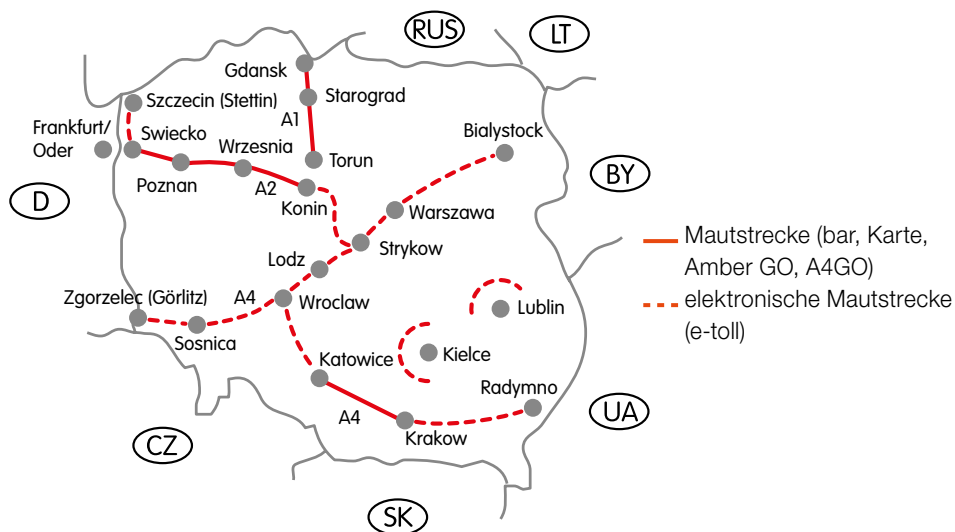 RUS
LT
Gdansk
Szczecin (Stettin)
Starograd
A1
Frankfurt/
Oder
Swiecko
Wrzesnia
Bialystock
Torun
Poznan
A2
BY
D
Konin
Warszawa
Strykow
Mautstrecke (bar, Karte,
Amber GO, A4GO)
Lodz
Zgorzelec (Görlitz)
A4
Wroclaw
Lublin
elektronische Mautstrecke
(e-toll)
Sosnica
Katowice
Kielce
Radymno
A4
UA
Krakow
CZ
SK